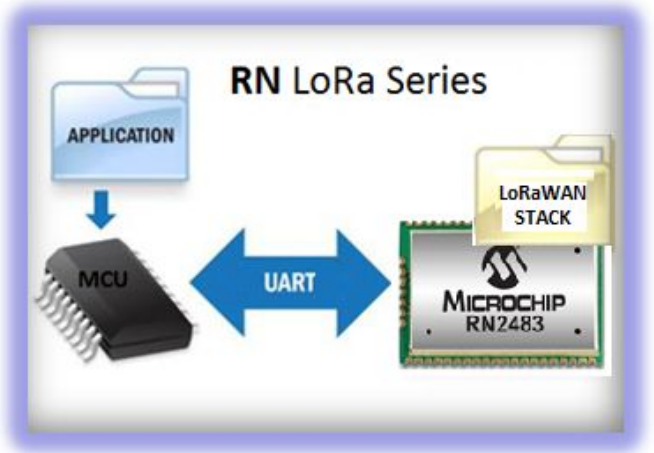 RN LoRa Series
APPLICATION
LoRaWAN
STACK
MCU
UART
MICROCHIP
RN2483